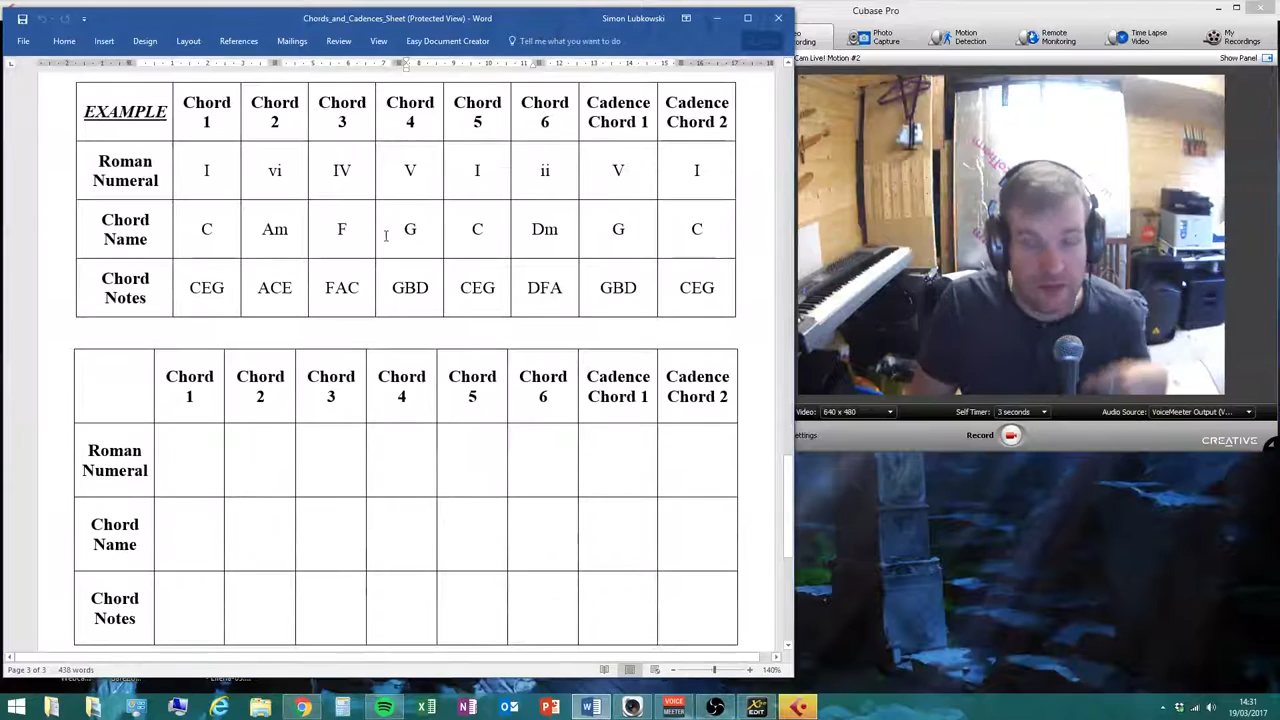 Chords_and_Cadences_Sheet (Protected View) - Word
Simon Lubkowski
Cubase Pro
File Home Insert Design Layout References Mailings Review View Easy Document Creator Tell me what you want to do
Photo Capture
Motion Detection
Remote Monitoring
Time Lapse Video
My Recordings
Cam Live! Motion #2
Show Panel
EXAMPLE Chord 1 Chord 2 Chord 3 Chord 4 Chord 5 Chord 6 Cadence Chord 1 Cadence Chord 2
Roman Numeral I vi IV V I ii V I
Chord Name C Am F G C Dm G C
Chord Notes CEG ACE FAC GBD CEG DFA GBD CEG
Chord 1 Chord 2 Chord 3 Chord 4 Chord 5 Chord 6 Cadence Chord 1 Cadence Chord 2
Roman Numeral
Chord Name
Chord Notes
Video: 640 x 480 Self Timer: 3 seconds Audio Source: VoiceMeeter Output (V...
ettings Record CREATIVE
Page 3 of 3 438 words 140%
VOICE MEETER
EDIT
14:31
19/03/2017